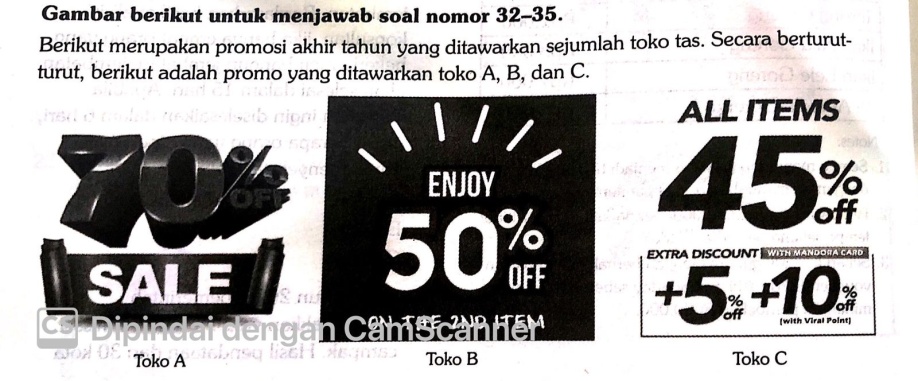 Gambar berikut untuk menjawab soal nomor 32–35.
Berikut merupakan promosi akhir tahun yang ditawarkan sejumlah toko tas. Secara berturut-
turut, berikut adalah promo yang ditawarkan toko A, B, dan C.
70%
OFF
SALE
ENJOY
50%
OFF
ON THE 2ND ITEM
ALL ITEMS
45%
off
EXTRA DISCOUNT WITH MANDORA CARD
+5% off +10% off
(with Viral Point)
CS Dipindai dengan CamScanner
Toko A Toko B Toko C